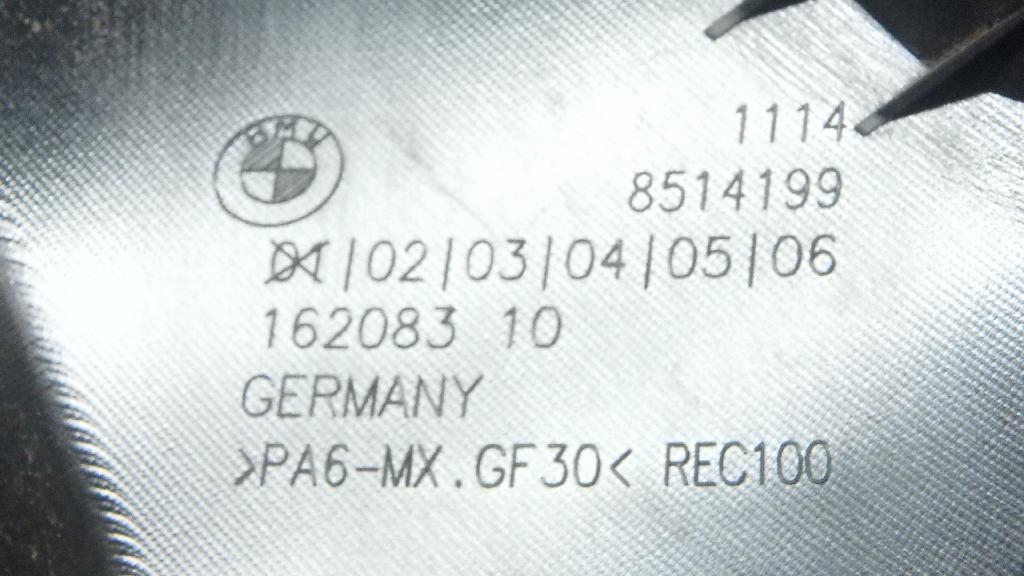 BMW
1114
8514199
01/02/03/04/05/06
162083 10
GERMANY
>PA6-MX.GF30< REC100